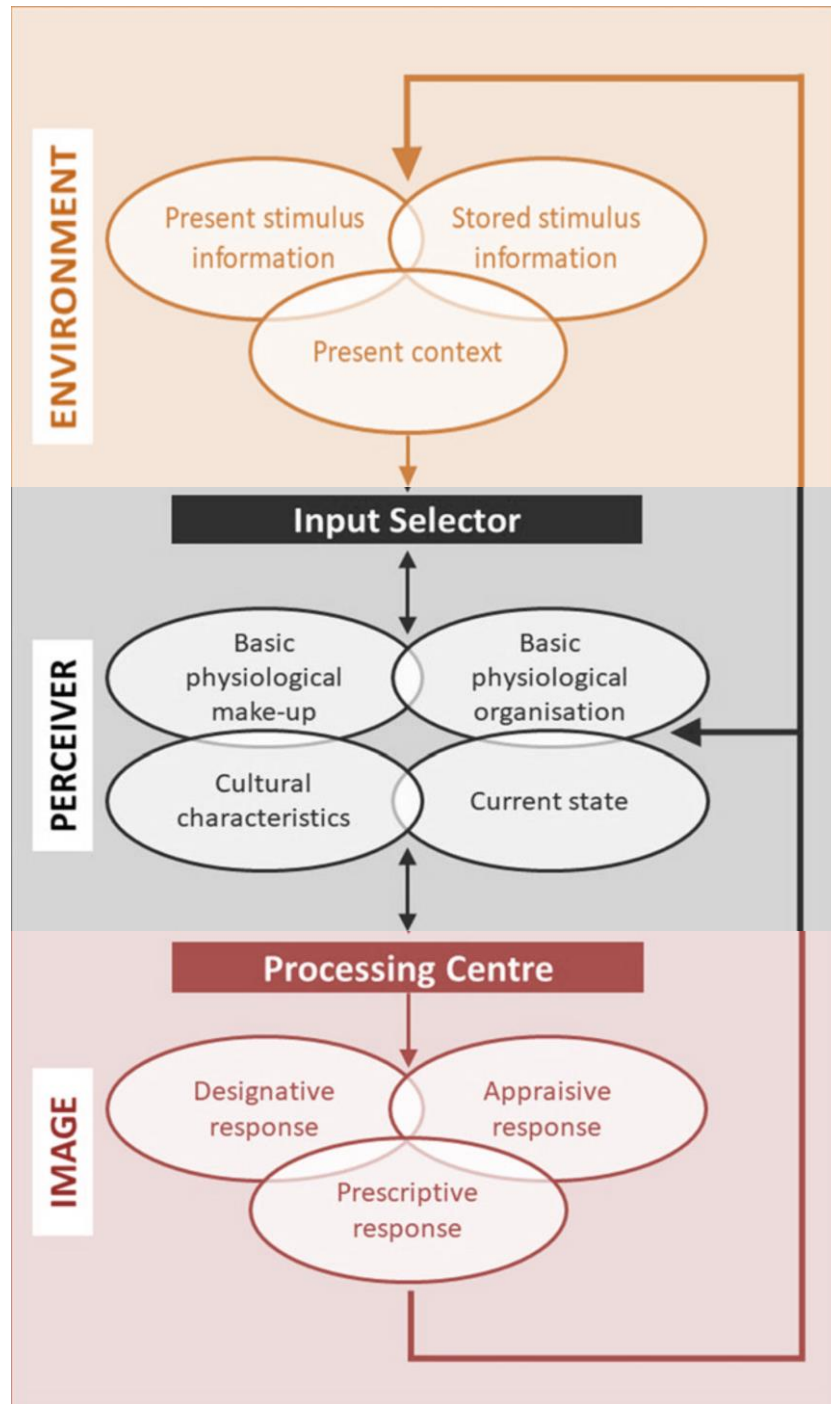 ENVIRONMENT
Present stimulus
information
Stored stimulus
information
Present context
Input Selector
PERCEIVER
Basic
physiological
make-up
Basic
physiological
organisation
Cultural
characteristics
Current state
Processing Centre
IMAGE
Designative
response
Appraisive
response
Prescriptive
response